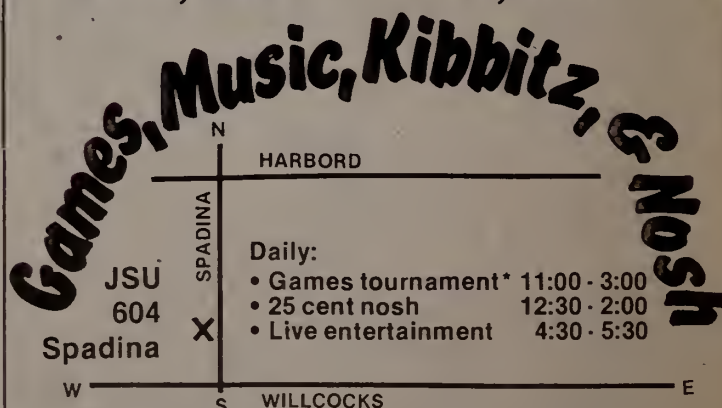 Games, Music, Kibbitz, & Nosh
N
HARBORD
SPADINA
JSU
604
Spadina
X
Daily:
• Games tournament* 11:00 - 3:00
• 25 cent nosh 12:30 - 2:00
• Live entertainment 4:30 - 5:30
W
E
S
WILLCOCKS